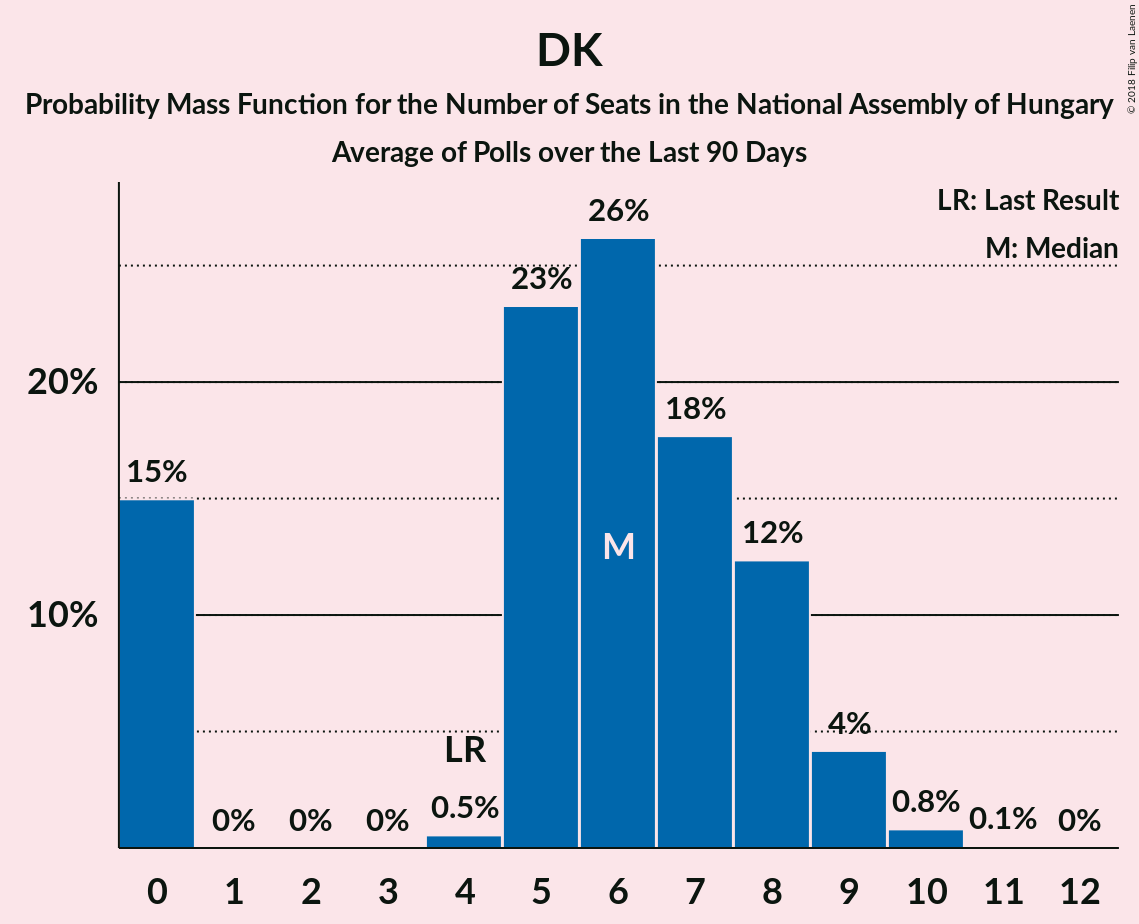 DK
Probability Mass Function for the Number of Seats in the National Assembly of Hungary
Average of Polls over the Last 90 Days
© 2018 Filip van Laenen
LR: Last Result
M: Median
26%
23%
20%
18%
15%
12%
M
10%
4%
LR
0.5%
0.8%
0.1%
0%
0%
0%
0%
0 1 2 3 4 5 6 7 8 9 10 11 12